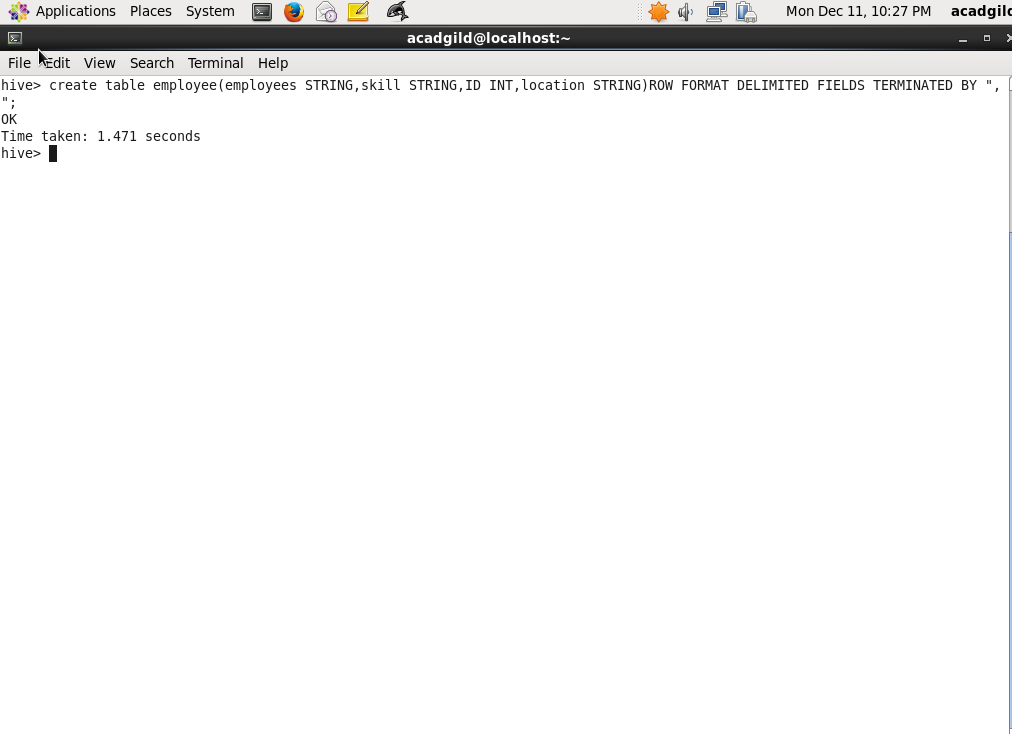 Applications Places System Mon Dec 11, 10:27 PM acadgild
acadgild@localhost:~
File Edit View Search Terminal Help
hive> create table employee(employees STRING,skill STRING,ID INT,location STRING)ROW FORMAT DELIMITED FIELDS TERMINATED BY ",
";
OK
Time taken: 1.471 seconds
hive>